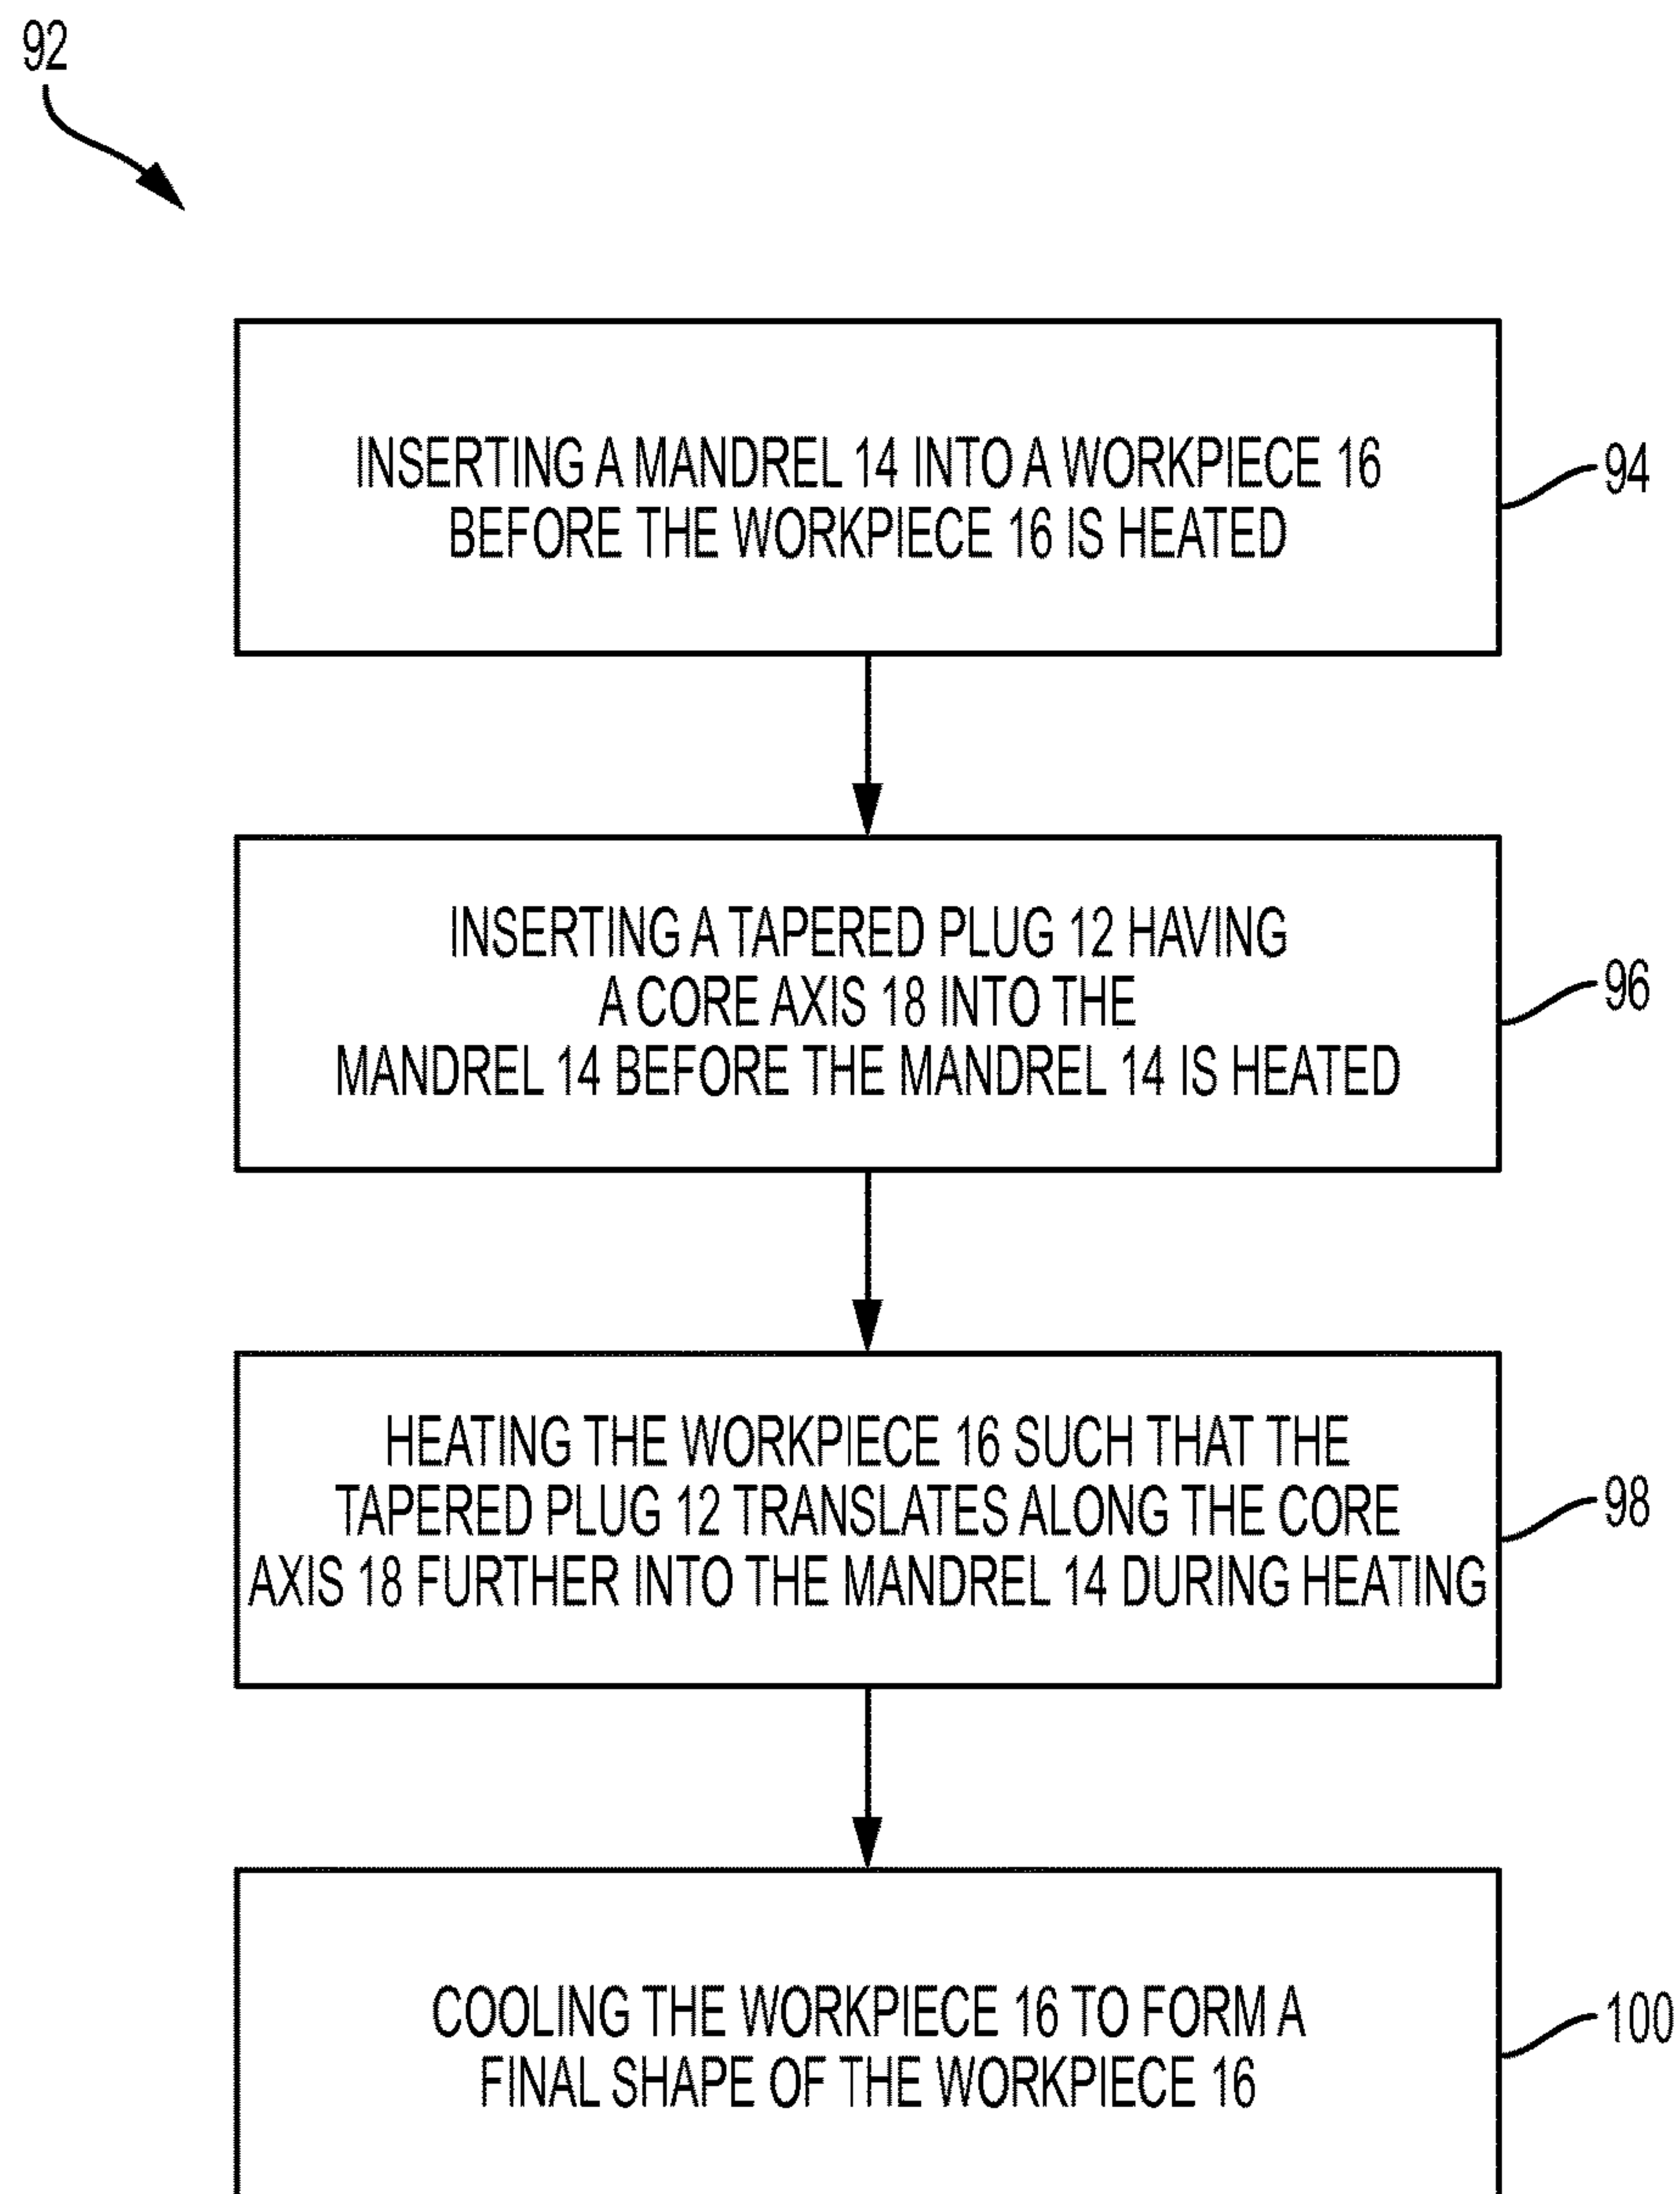 92
INSERTING A MANDREL 14 INTO A WORKPIECE 16
BEFORE THE WORKPIECE 16 IS HEATED
94
INSERTING A TAPERED PLUG 12 HAVING
A CORE AXIS 18 INTO THE
MANDREL 14 BEFORE THE MANDREL 14 IS HEATED
96
HEATING THE WORKPIECE 16 SUCH THAT THE
TAPERED PLUG 12 TRANSLATES ALONG THE CORE
AXIS 18 FURTHER INTO THE MANDREL 14 DURING HEATING
98
COOLING THE WORKPIECE 16 TO FORM A
FINAL SHAPE OF THE WORKPIECE 16
100